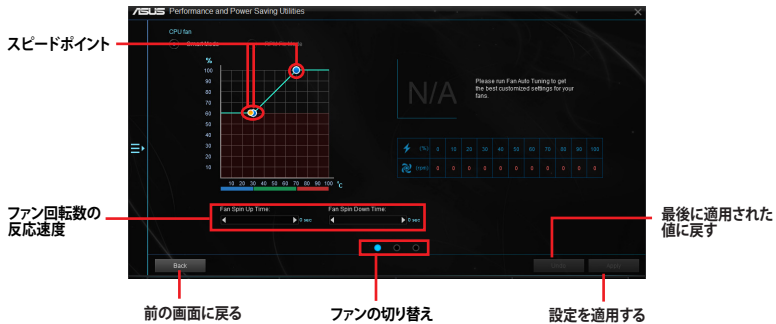 ASUS Performance and Power Saving Utilities
CPU fan
Smart Mode
スピードポイント
%
100
90
80
70
60
50
40
30
20
10
10 20 30 40 50 60 70 80 90 100 °C
N/A
Please run Fan Auto Tuning to get
the best customized settings for your
fans.
(%) 0 10 20 30 40 50 60 70 80 90 100
(rpm) 0 0 0 0 0 0 0 0 0 0 0
ファン回転数の
反応速度
Fan Spin Up Time: Fan Spin Down Time:
0 sec 0 sec
最後に適用された
値に戻す
Back
Undo Apply
前の画面に戻る
ファンの切り替え
設定を適用する